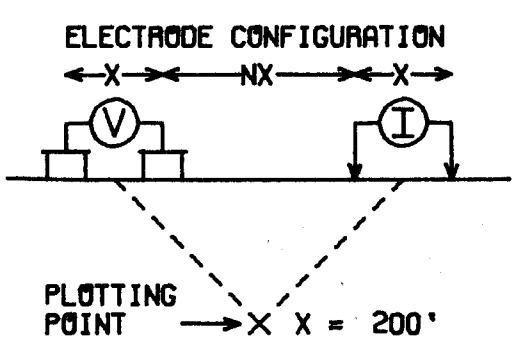 ELECTRODE CONFIGURATION
X NX X
V I
PLOTTING
POINT X = 200'